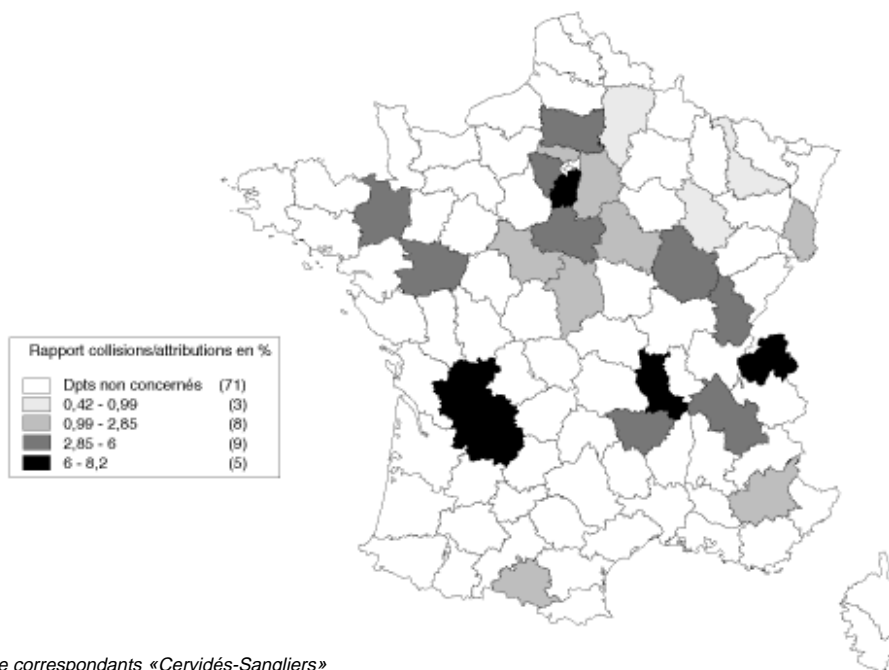 Rapport collisions/attributions en %
Dpts non concernés (71)
0,42 - 0,99 (3)
0,99 - 2,85 (8)
2,85 - 6 (9)
6 - 8,2 (5)
e correspondants «Cervidés-Sangliers»